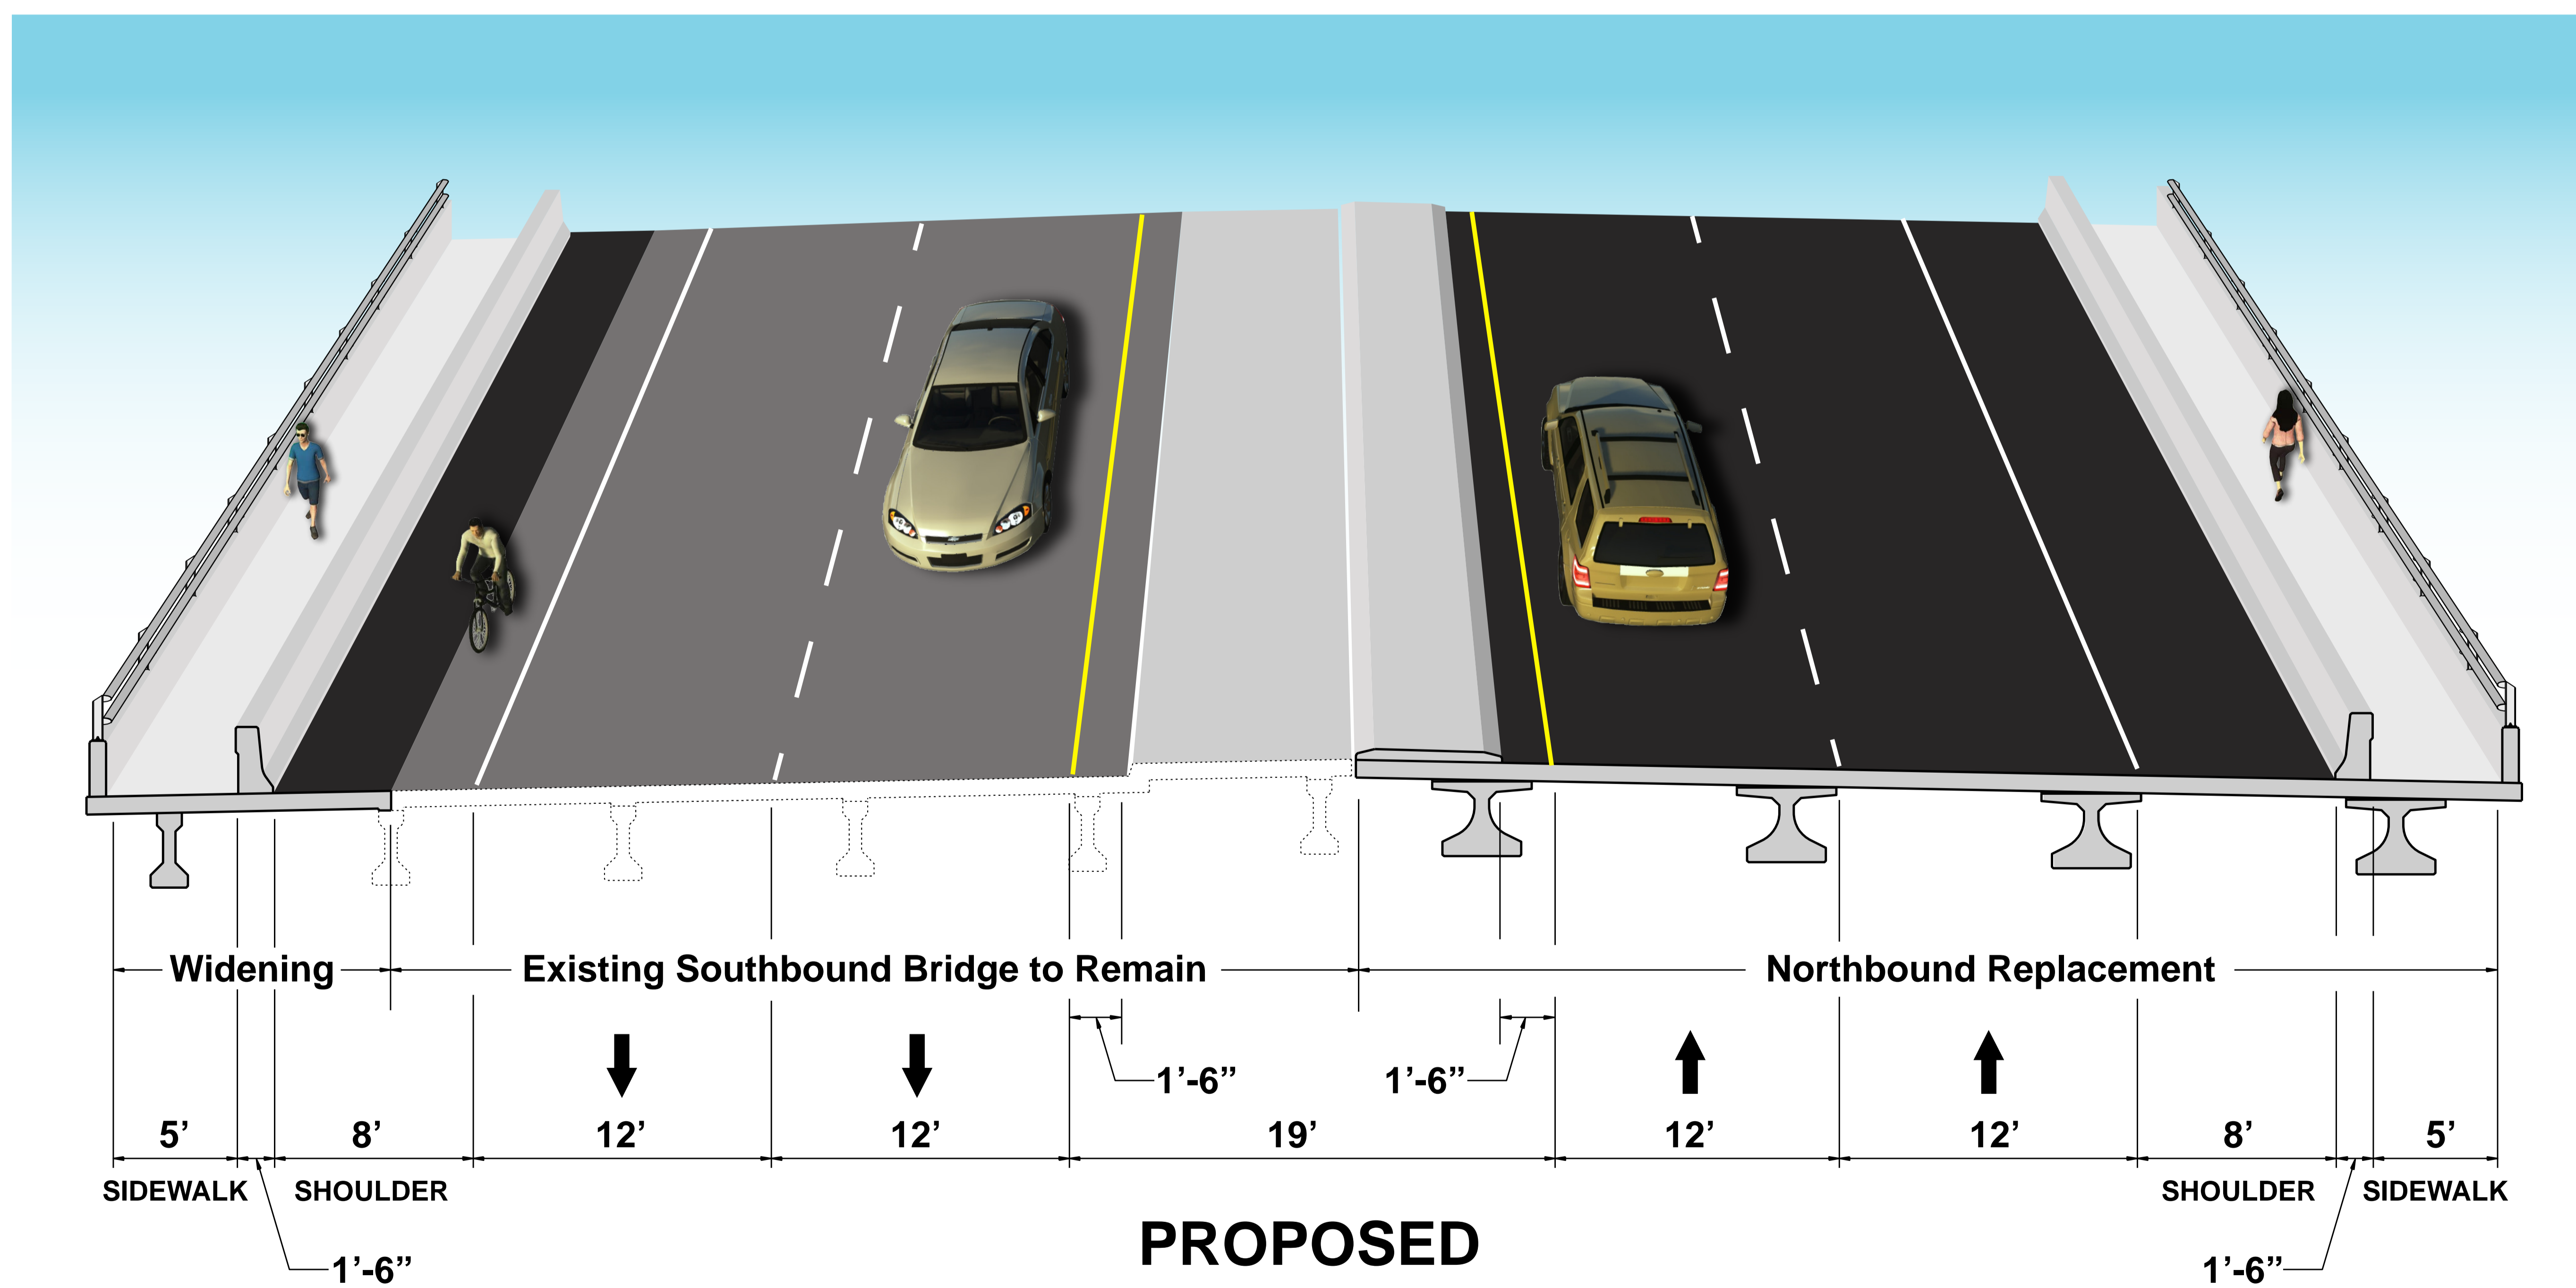 Widening
Existing Southbound Bridge to Remain
Northbound Replacement
1’-6”
1’-6”
5’
8’
12’
12’
19’
12’
12’
8’
5’
SIDEWALK
SHOULDER
SHOULDER
SIDEWALK
PROPOSED
1’-6”
1’-6”